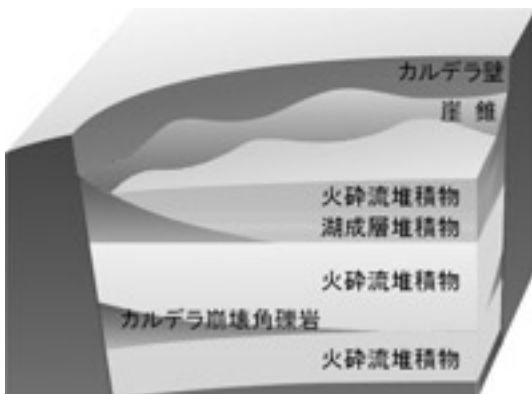 カルデラ壁
崖 錐
火砕流堆積物
湖成層堆積物
火砕流堆積物
カルデラ崩壊角礫岩
火砕流堆積物